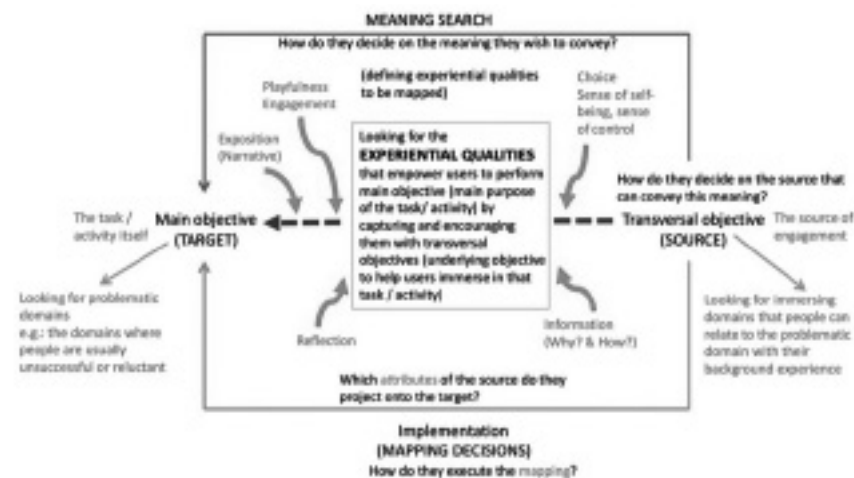 MEANING SEARCH
How do they decide on the meaning they wish to convey?
(defining experiential qualities
to be mapped)
Playfulness
Engagement
Choice
Sense of self-
being, sense
of control
Exposition
(Narrative)
Looking for the
EXPERIENTIAL QUALITIES
that empower users to perform
main objective (main purpose
of the task/ activity) by
capturing and encouraging
them with transversal
objectives (underlying objective
to help users immerse in that
task / activity)
How do they decide on the source that
can convey this meaning?
The task /
activity itself
Main objective
(TARGET)
Transversal objective
(SOURCE)
The source of
engagement
Looking for problematic
domains
e.g.: the domains where
people are usually
unsuccessful or reluctant
Reflection
Information
(Why? & How?)
Looking for immersing
domains that people can
relate to the problematic
domain with their
background experience
Which attributes of the source do they
project onto the target?
Implementation
(MAPPING DECISIONS)
How do they execute the mapping?